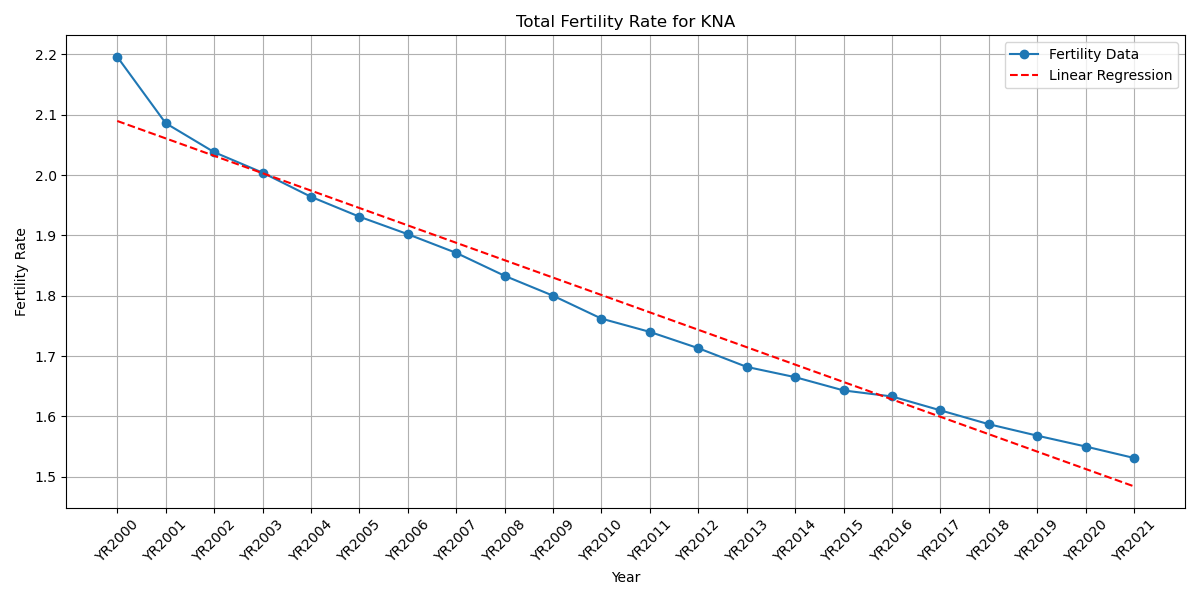 Total Fertility Rate for KNA
Fertility Data
Linear Regression
Fertility Rate
2.2
2.1
2.0
1.9
1.8
1.7
1.6
1.5
YR2000
YR2001
YR2002
YR2003
YR2004
YR2005
YR2006
YR2007
YR2008
YR2009
YR2010
YR2011
YR2012
YR2013
YR2014
YR2015
YR2016
YR2017
YR2018
YR2019
YR2020
YR2021
Year